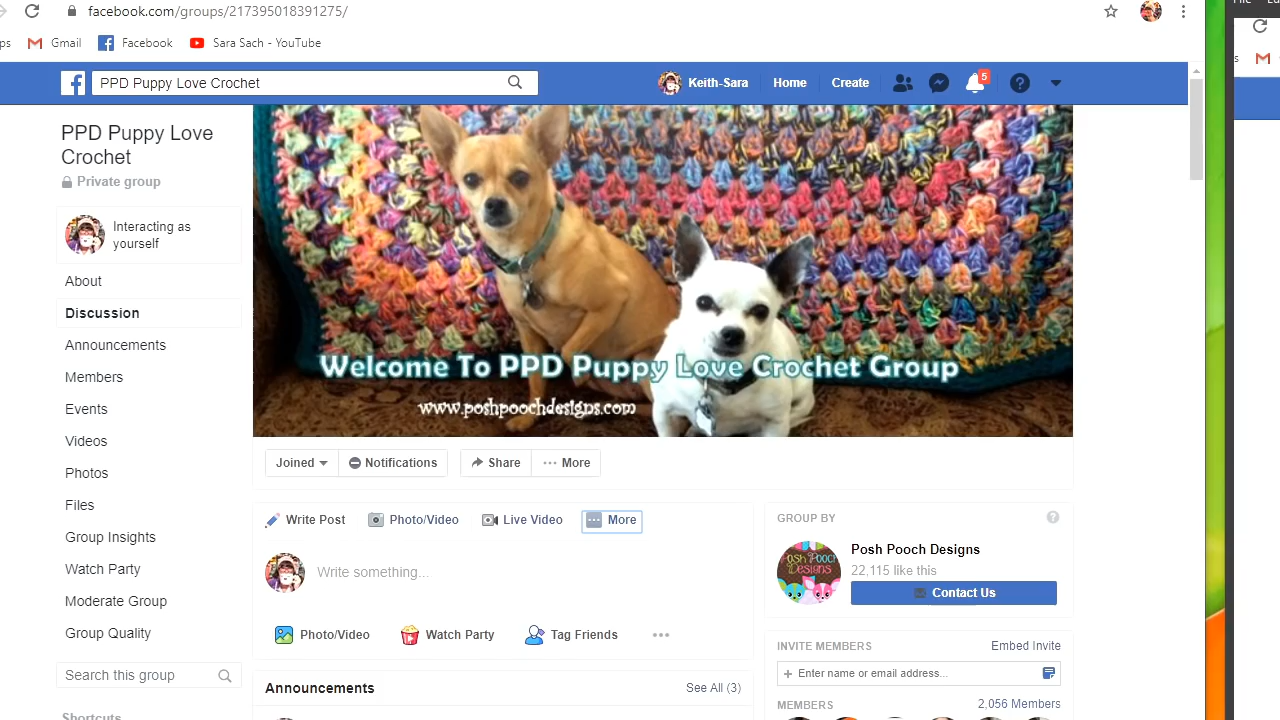 facebook.com/groups/217395018391275/
ps Gmail Facebook Sara Sach - YouTube
PPD Puppy Love Crochet
Keith-Sara Home Create 5
PPD Puppy Love
Crochet
Private group
Interacting as
yourself
About
Discussion
Announcements
Members
Events
Videos
Photos
Files
Group Insights
Watch Party
Moderate Group
Group Quality
Search this group
Shortcuts
Welcome To PPD Puppy Love Crochet Group
www.poshpoochdesigns.com
Joined Notifications Share More
Write Post Photo/Video Live Video More
Write something...
Photo/Video Watch Party Tag Friends
Announcements See All (3)
GROUP BY
Posh Pooch
Designs
Posh Pooch Designs
22,115 like this
Contact Us
INVITE MEMBERS Embed Invite
+ Enter name or email address...
MEMBERS 2,056 Members